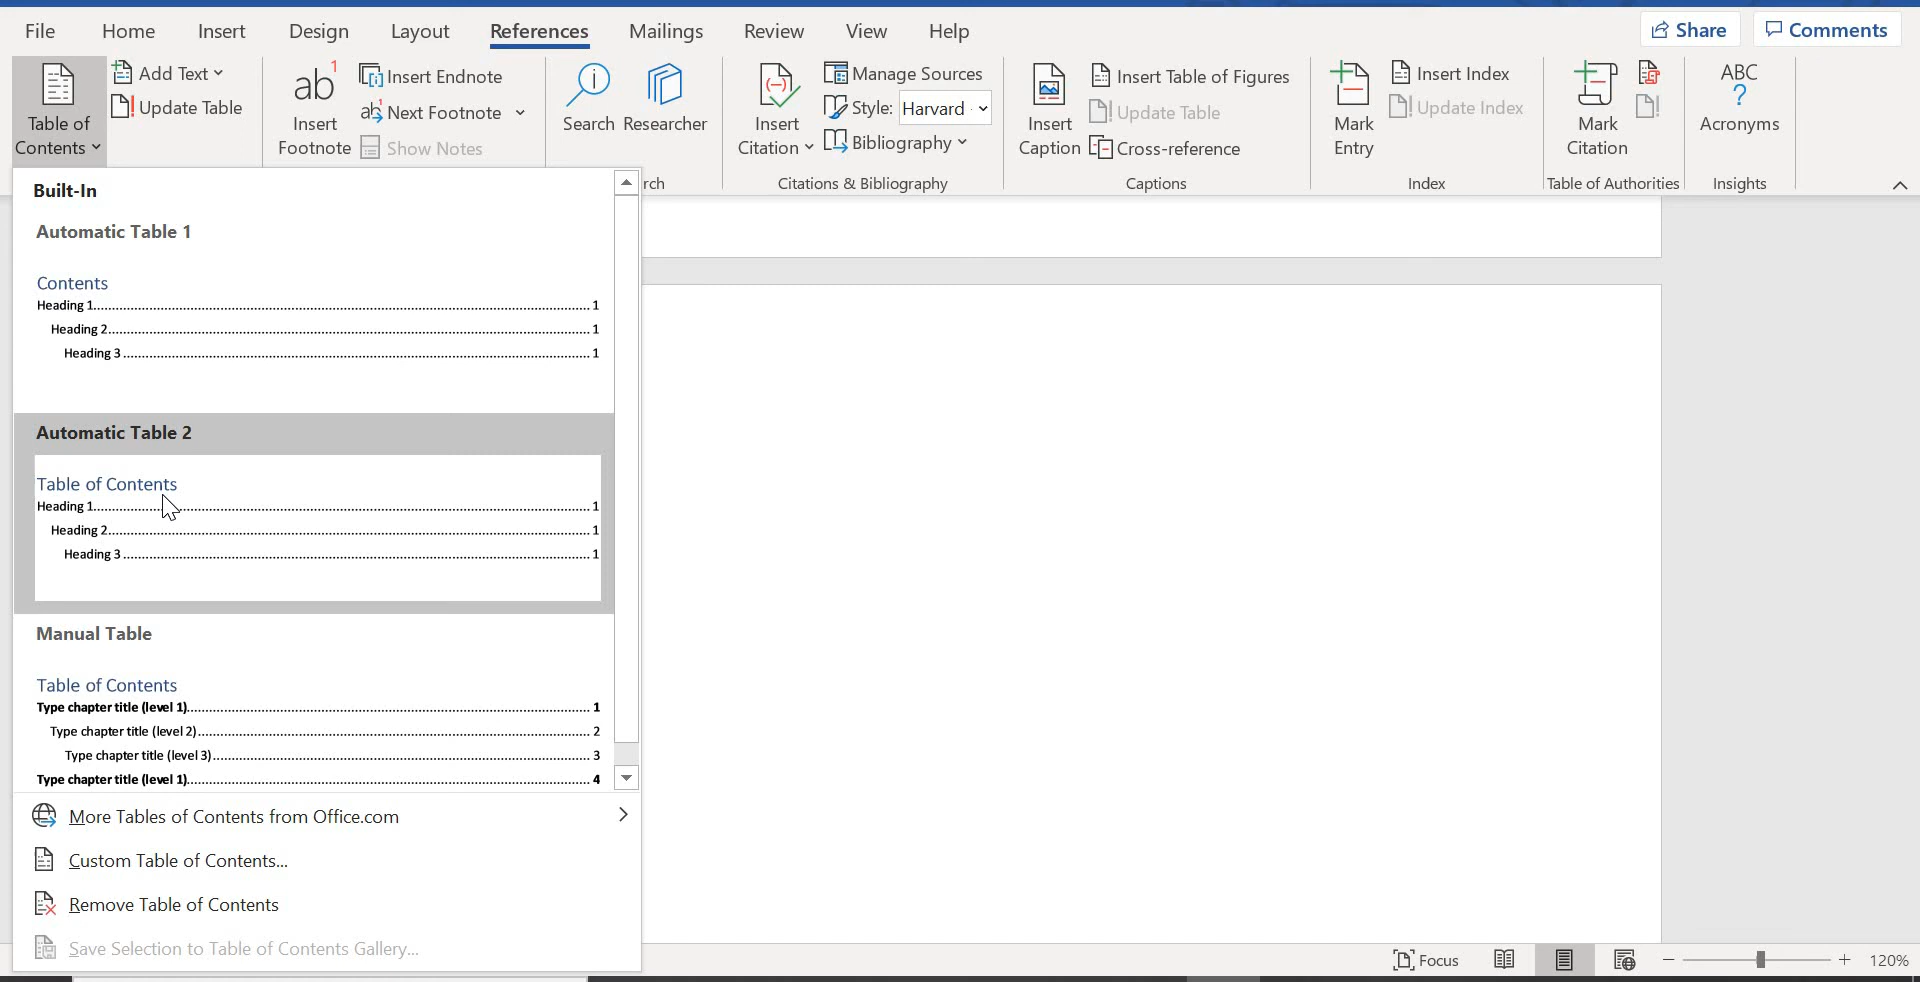 File Home Insert Design Layout References Mailings Review View Help Share Comments
Table of Contents
Add Text
Update Table
ab1
Insert Footnote
Insert Endnote
Next Footnote
Show Notes
Search
Researcher
rch
Insert Citation
Manage Sources
Style: Harvard
Bibliography
Citations & Bibliography
Insert Caption
Insert Table of Figures
Update Table
Cross-reference
Captions
Mark Entry
Insert Index
Update Index
Index
Mark Citation
Table of Authorities
ABC
?
Acronyms
Insights
Built-In
Automatic Table 1
Contents
Heading 1 1
Heading 2 1
Heading 3 1
Automatic Table 2
Table of Contents
Heading 1 1
Heading 2 1
Heading 3 1
Manual Table
Table of Contents
Type chapter title (level 1) 1
Type chapter title (level 2) 2
Type chapter title (level 3) 3
Type chapter title (level 1) 4
More Tables of Contents from Office.com
Custom Table of Contents...
Remove Table of Contents
Save Selection to Table of Contents Gallery...
Focus 120%